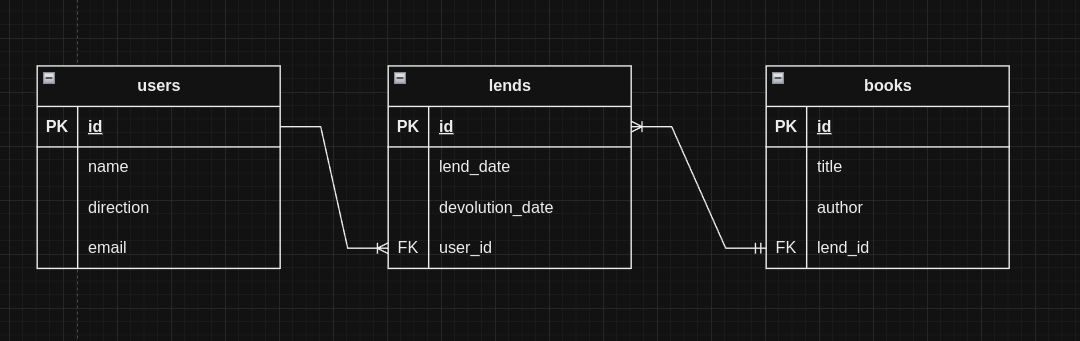 users
PK id
name
direction
email
lends
PK id
lend_date
devolution_date
FK user_id
books
PK id
title
author
FK lend_id